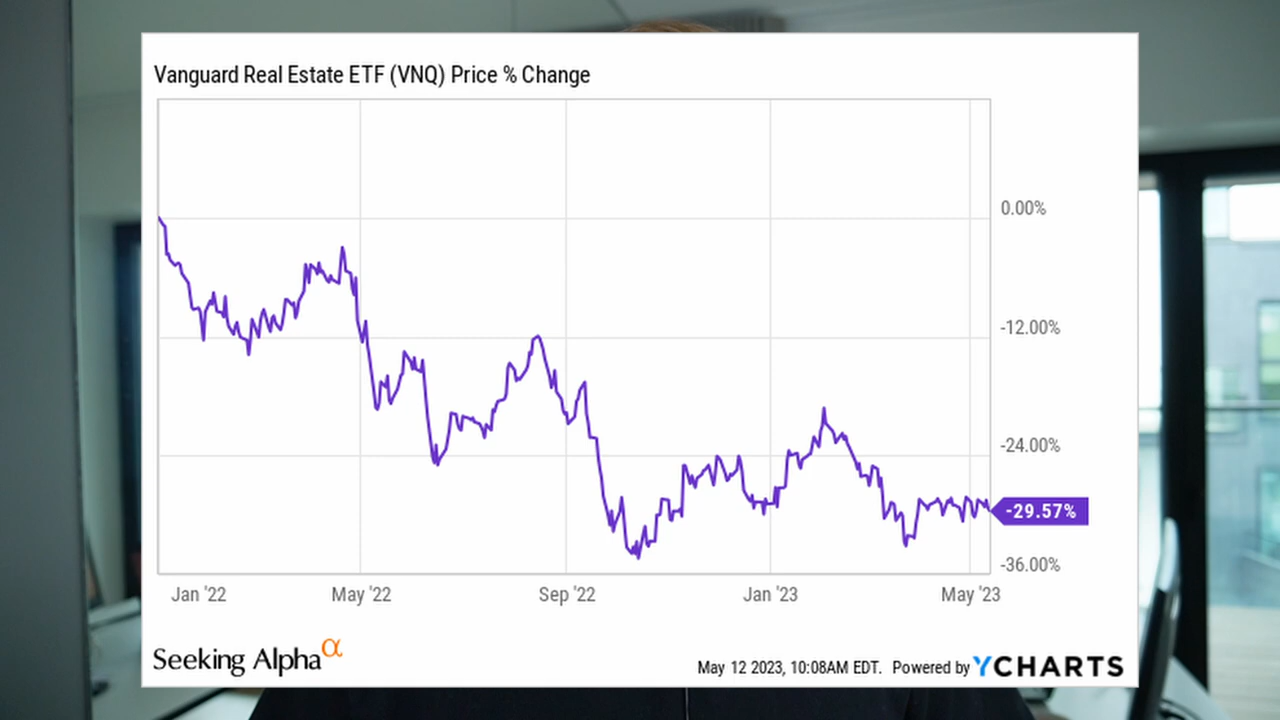 Vanguard Real Estate ETF (VNQ) Price % Change
0.00%
-12.00%
-24.00%
-29.57%
-36.00%
Jan '22 May '22 Sep '22 Jan '23 May '23
Seeking Alpha α
May 12 2023, 10:08AM EDT. Powered by YCHARTS